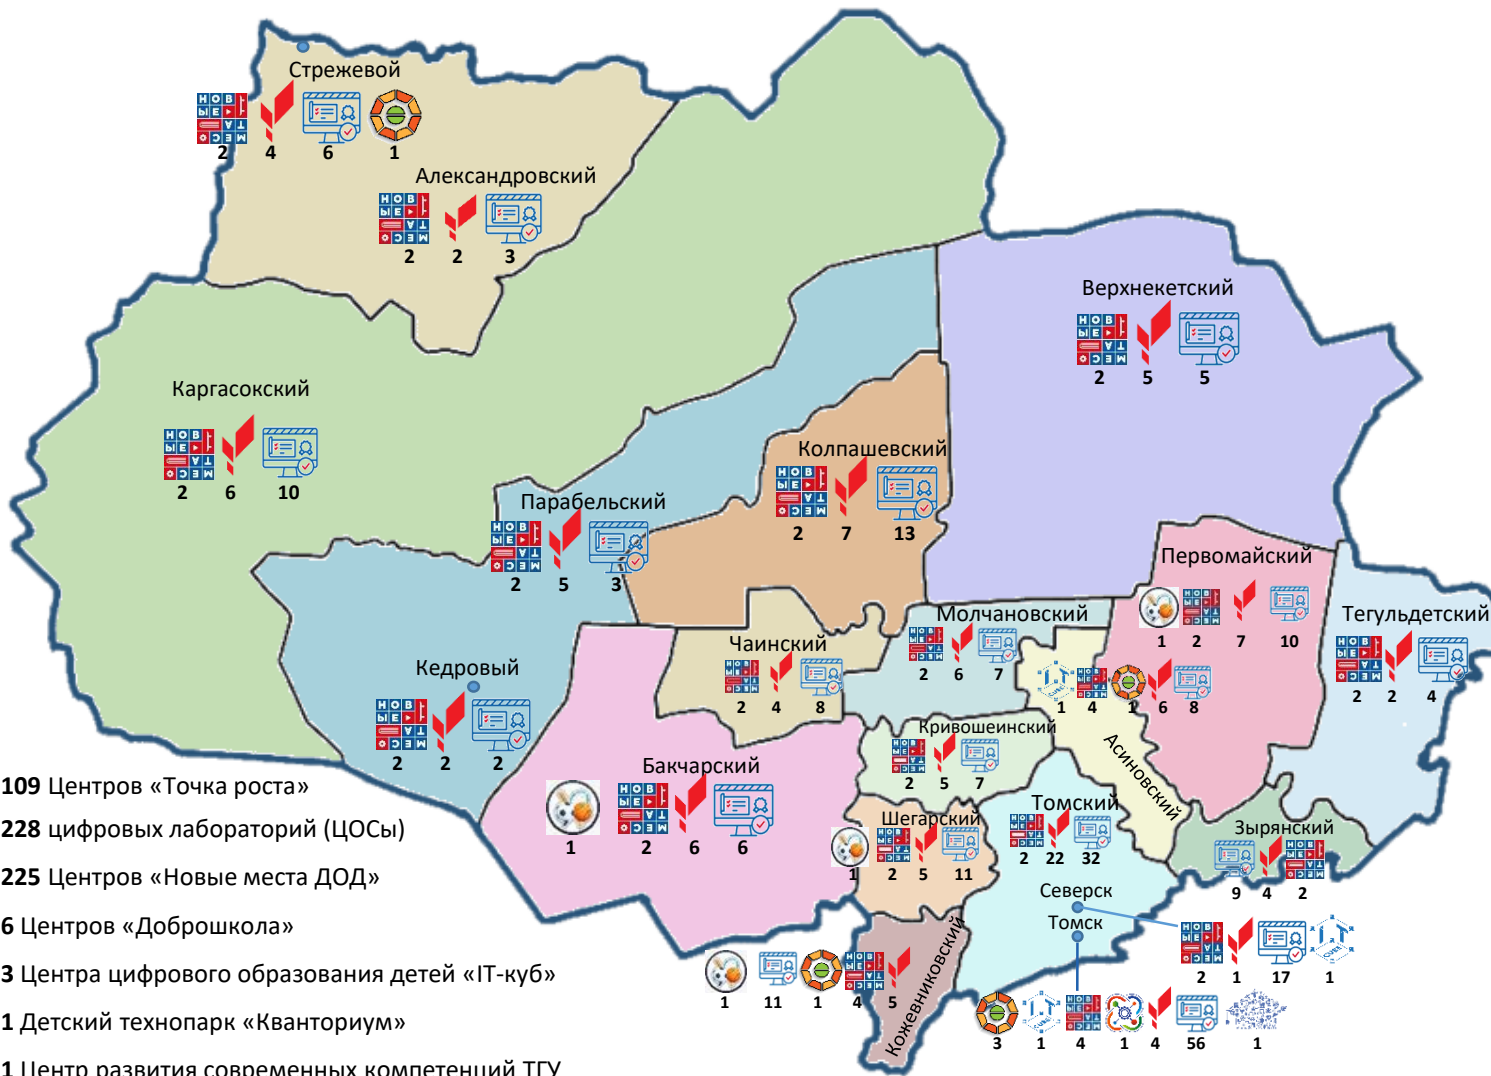 Стрежевой
2 4 6 1
Александровский
2 2 3
Верхнекетский
2 5 5
Каргасокский
2 6 10
Колпашевский
2 7 13
Парабельский
2 5 3
Первомайский
1 2 7 10
Тегульдетский
2 2 4
Молчановский
2 6 7
Чаинский
2 4 8
Кедровый
2 2 2
1 4 1 6 8
Асиновский
Кривошеинский
2 5 7
Бакчарский
1 2 6 6
Томский
2 22 32
Шегарский
1 2 5 11
Зырянский
9 4 2
Северск
2 1 17 1
Томск
3 1 4 1 4 56 1
Кожевниковский
1 11 1 4 5
109 Центров «Точка роста»
228 цифровых лабораторий (ЦОСы)
225 Центров «Новые места ДОД»
6 Центров «Доброшкола»
3 Центра цифрового образования детей «IT-куб»
1 Детский технопарк «Кванториум»
1 Центр развития современных компетенций ТГУ